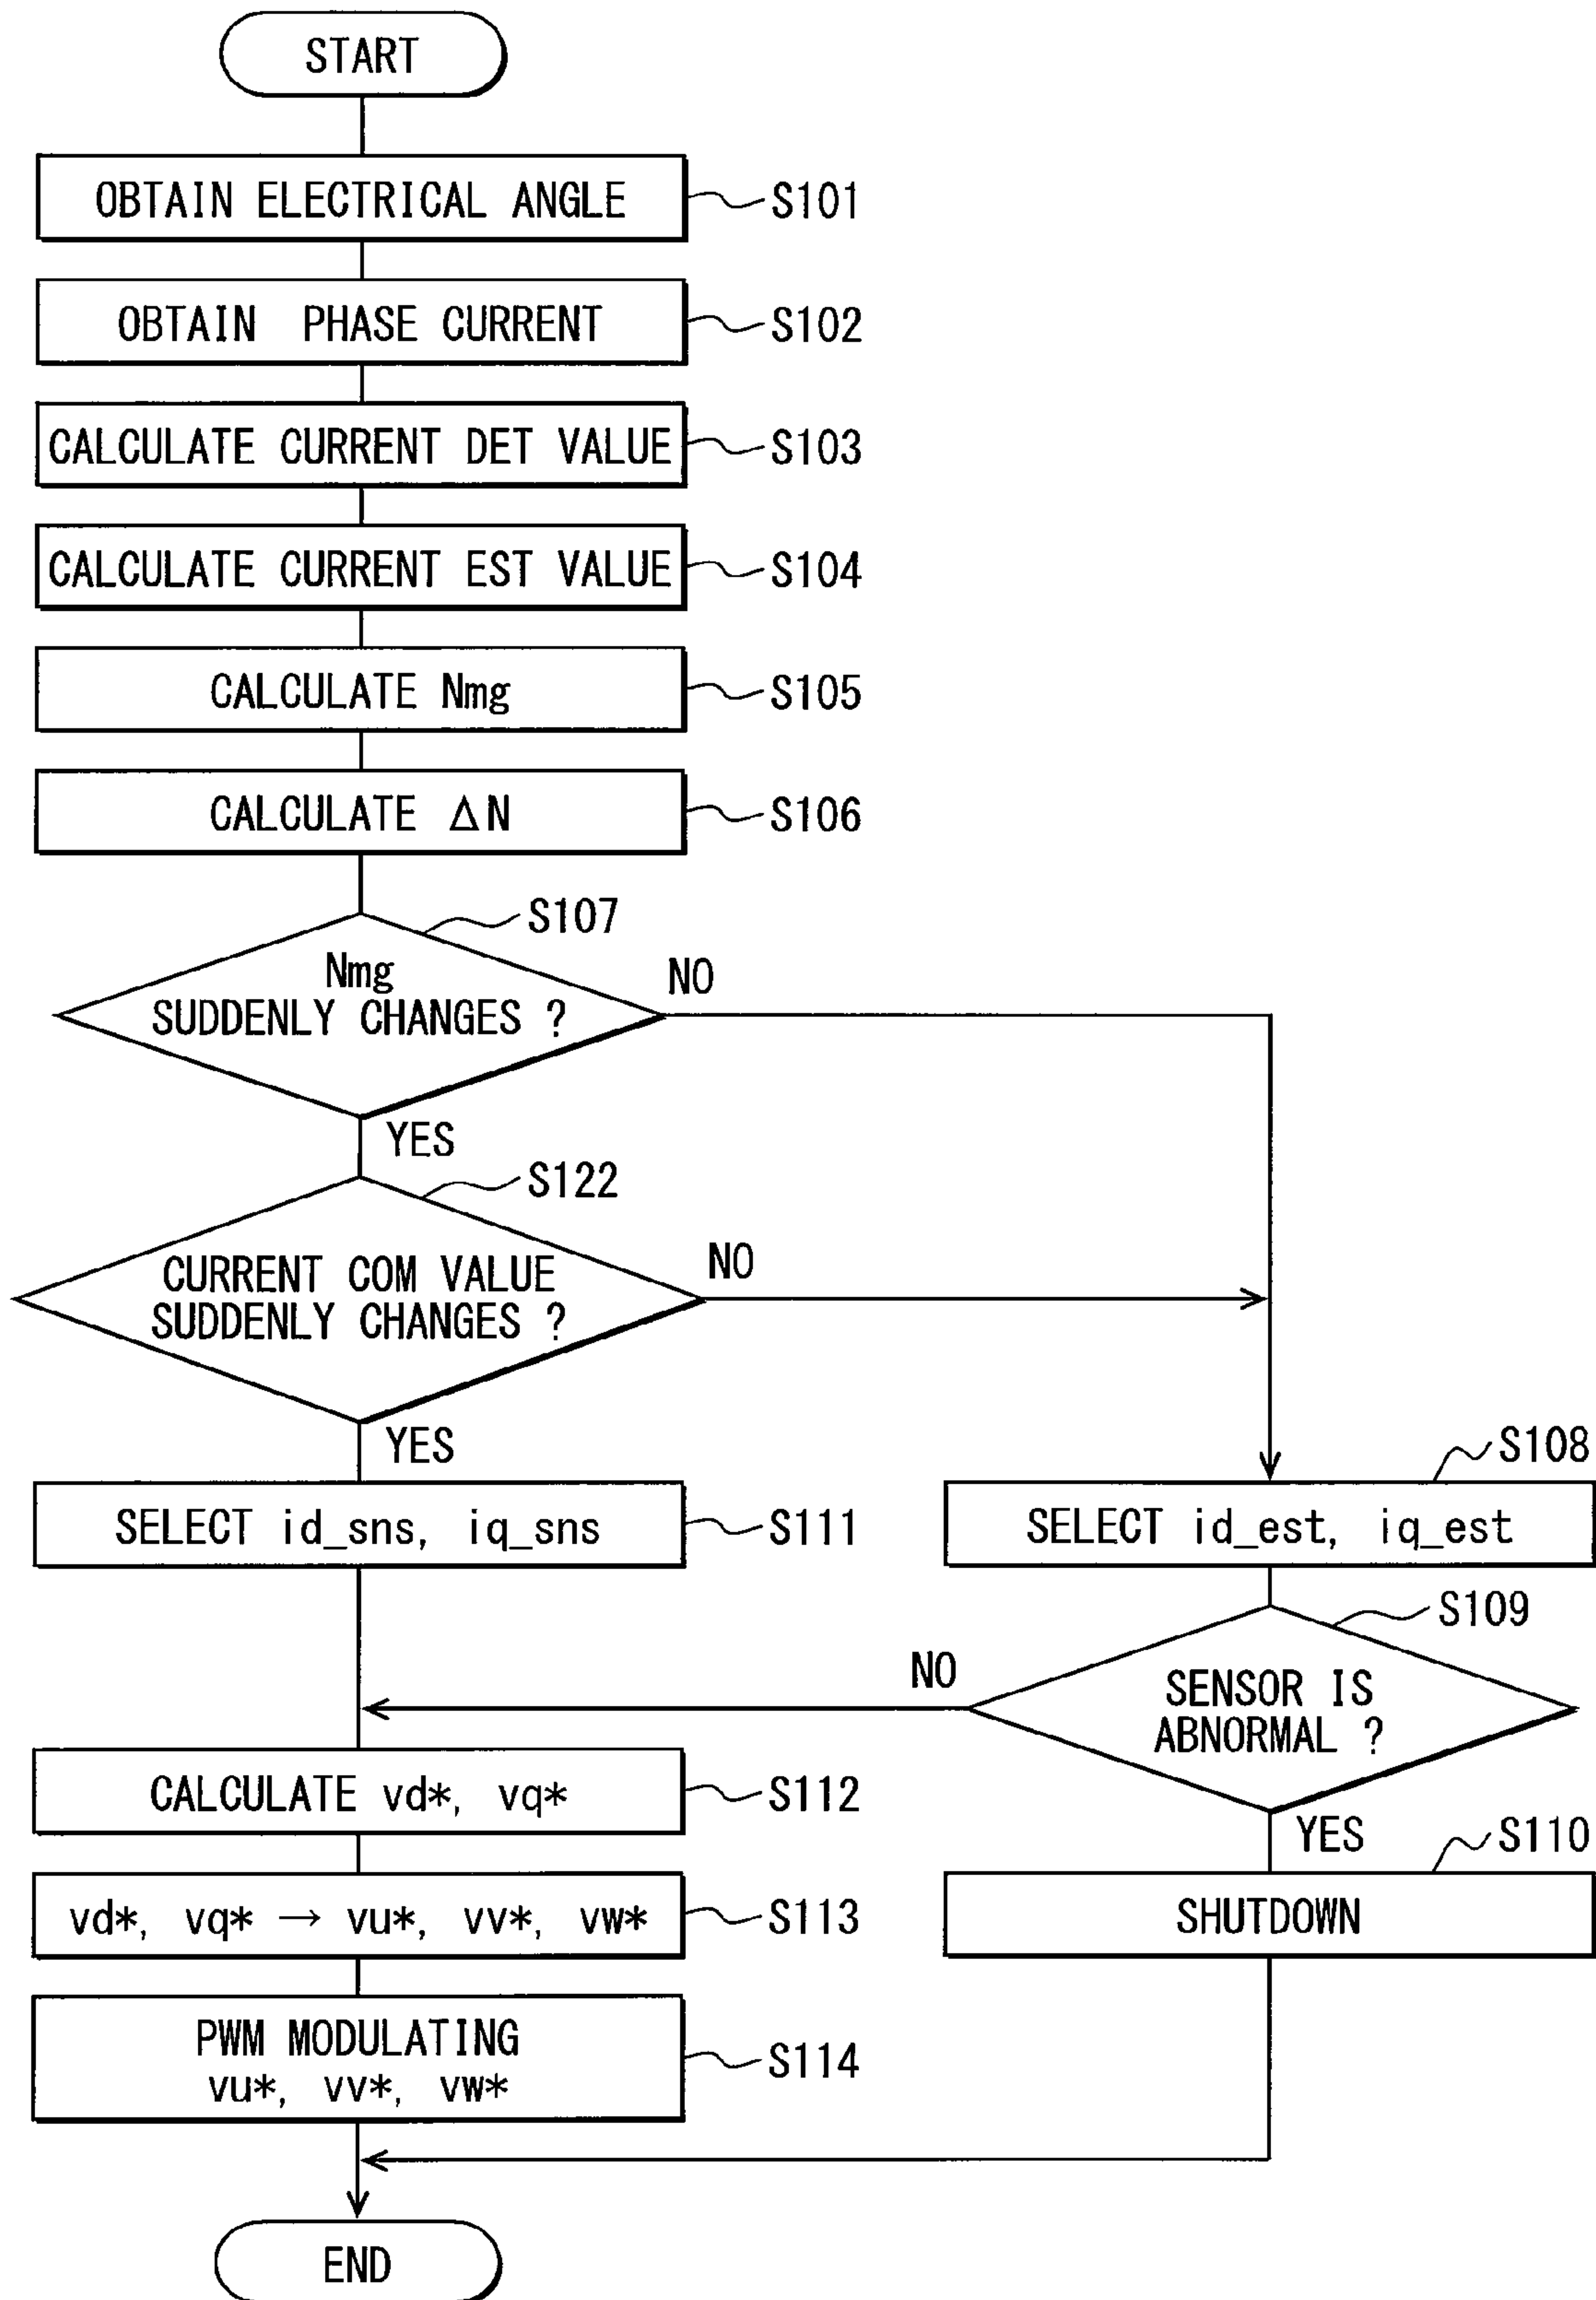 START
OBTAIN ELECTRICAL ANGLE
S101
OBTAIN PHASE CURRENT
S102
CALCULATE CURRENT DET VALUE
S103
CALCULATE CURRENT EST VALUE
S104
CALCULATE Nmg
S105
CALCULATE ΔN
S106
S107
Nmg
SUDDENLY CHANGES ?
NO
YES
S122
CURRENT COM VALUE
SUDDENLY CHANGES ?
NO
YES
SELECT id_sns, iq_sns
S111
S108
SELECT id_est, iq_est
S109
SENSOR IS
ABNORMAL ?
NO
YES
CALCULATE vd*, vq*
S112
S110
SHUTDOWN
vd*, vq* → vu*, vv*, vw*
S113
PWM MODULATING
vu*, vv*, vw*
S114
END